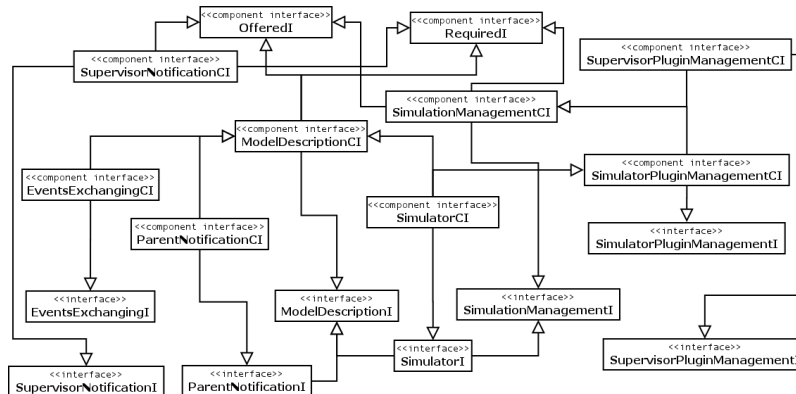 <<component interface>>
OfferedI
<<component interface>>
RequiredI
<<component interface>>
SupervisorNotificationCI
<<component interface>>
SupervisorPluginManagementCI
<<component interface>>
SimulationManagementCI
<<component interface>>
ModelDescriptionCI
<<component interface>>
EventsExchangingCI
<<component interface>>
SimulatorPluginManagementCI
<<component interface>>
SimulatorCI
<<component interface>>
ParentNotificationCI
<<interface>>
SimulatorPluginManagementI
<<interface>>
EventsExchangingI
<<interface>>
ModelDescriptionI
<<interface>>
SimulationManagementI
<<interface>>
SimulatorI
<<interface>>
SupervisorPluginManagementI
<<interface>>
SupervisorNotificationI
<<interface>>
ParentNotificationI